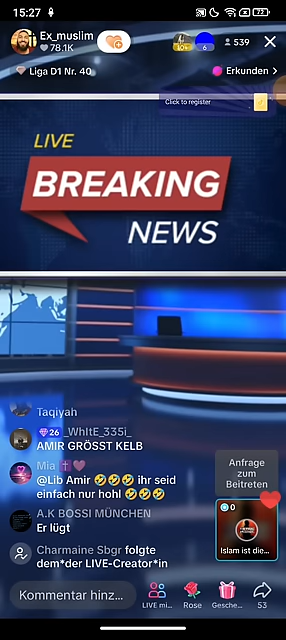 15:27
72
Ex_muslim
78.1K
10+
6
539
Liga D1 Nr. 40
Erkunden >
Click to register
LIVE
BREAKING
NEWS
Taqiyah
26 _WhItE_335i_
AMIR GRÖSST KELB
Mia
@Lib Amir 🤣🤣🤣 ihr seid
einfach nur hohl 🤣🤣🤣
A.K BOSSI MÜNCHEN
Er lügt
Charmaine Sbgr folgte
dem*der LIVE-Creator*in
Anfrage
zum
Beitreten
0
Islam ist die...
Kommentar hinz...
LIVE mi...
Rose
Gesche...
53